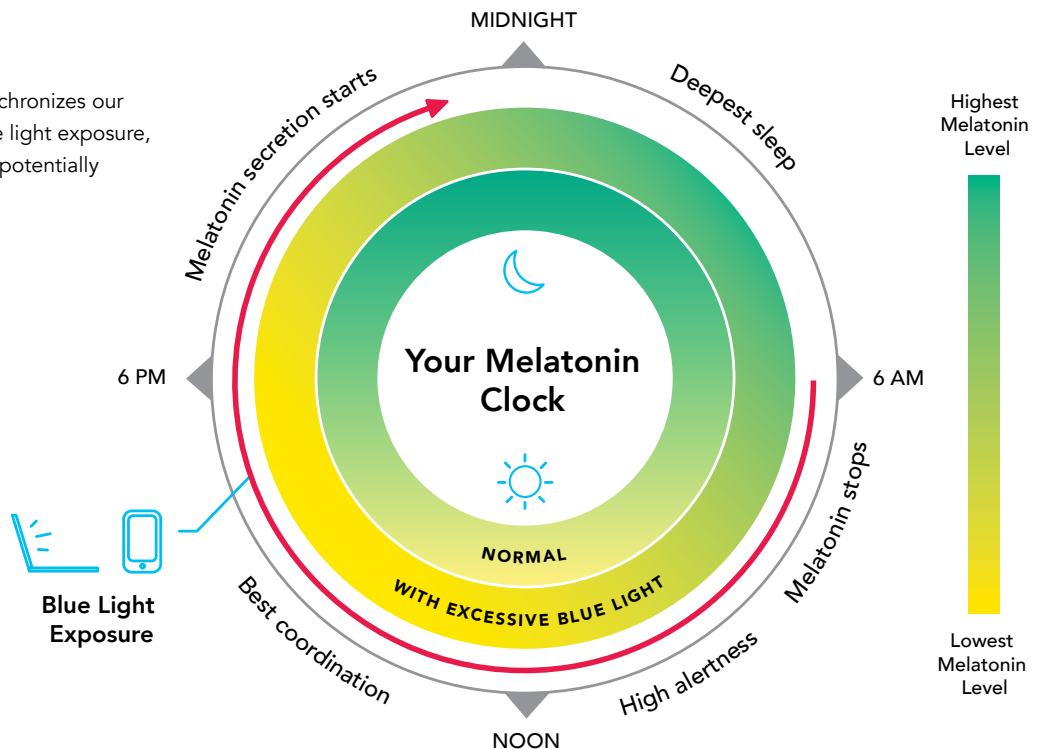 MIDNIGHT
chronizes our
e light exposure,
potentially
Melatonin secretion starts
Deepest sleep
Highest
Melatonin
Level
6 PM
Your Melatonin
Clock
6 AM
Melatonin stops
NORMAL
WITH EXCESSIVE BLUE LIGHT
Blue Light
Exposure
Best coordination
High alertness
Lowest
Melatonin
Level
NOON